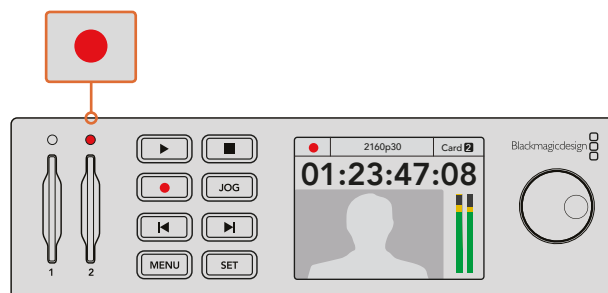 2160p30
Card 2
01:23:47:08
Blackmagicdesign
JOG
MENU
SET
1
2